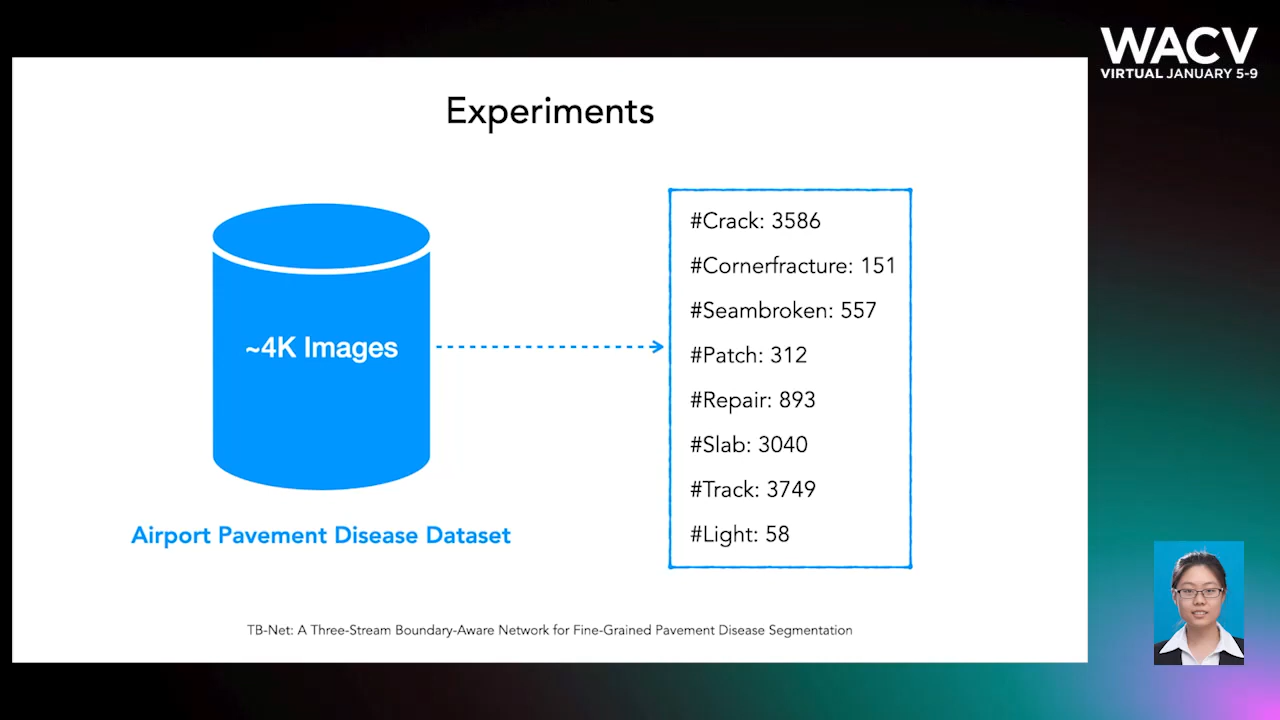 WACV
VIRTUAL JANUARY 5-9
Experiments
~4K Images
Airport Pavement Disease Dataset
#Crack: 3586
#Cornerfracture: 151
#Seambroken: 557
#Patch: 312
#Repair: 893
#Slab: 3040
#Track: 3749
#Light: 58
TB-Net: A Three-Stream Boundary-Aware Network for Fine-Grained Pavement Disease Segmentation